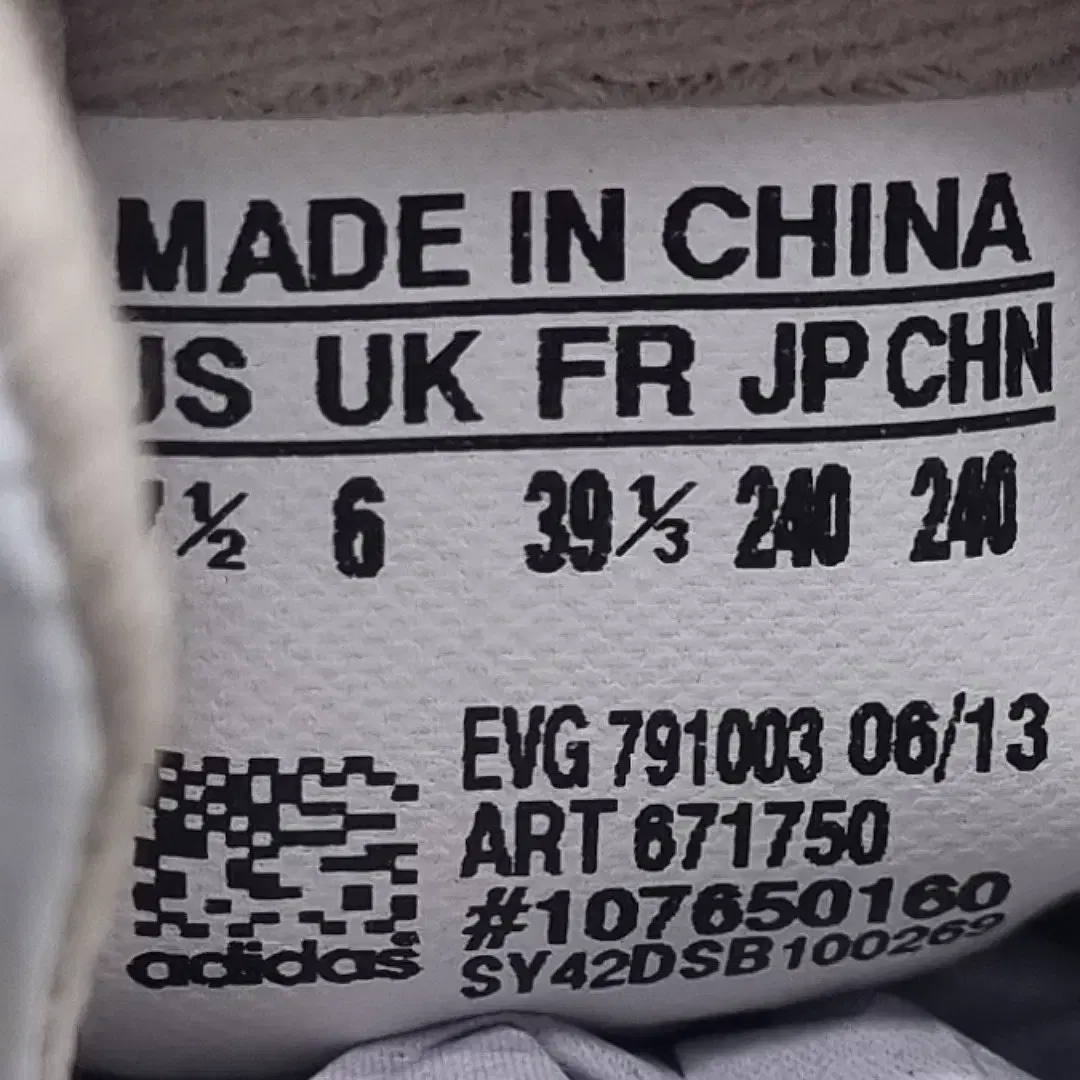 MADE IN CHINA
US UK FR JP CHN
½ 6 39⅓ 240 240
EVG 791003 06/13
ART 671750
#107650160
SY42DSB100269
adidas